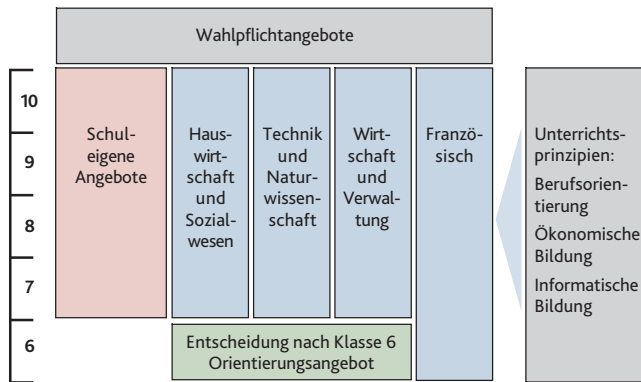 Wahlpflichtangebote
10
9
8
7
6
Schul-
eigene
Angebote
Haus-
wirt-
schaft
und
Sozial-
wesen
Technik
und
Natur-
wissen-
schaft
Wirt-
schaft
und
Verwal-
tung
Franzö-
sisch
Entscheidung nach Klasse 6
Orientierungsangebot
Unterrichts-
prinzipien:
Berufsorien-
tierung
Ökonomische
Bildung
Informatische
Bildung